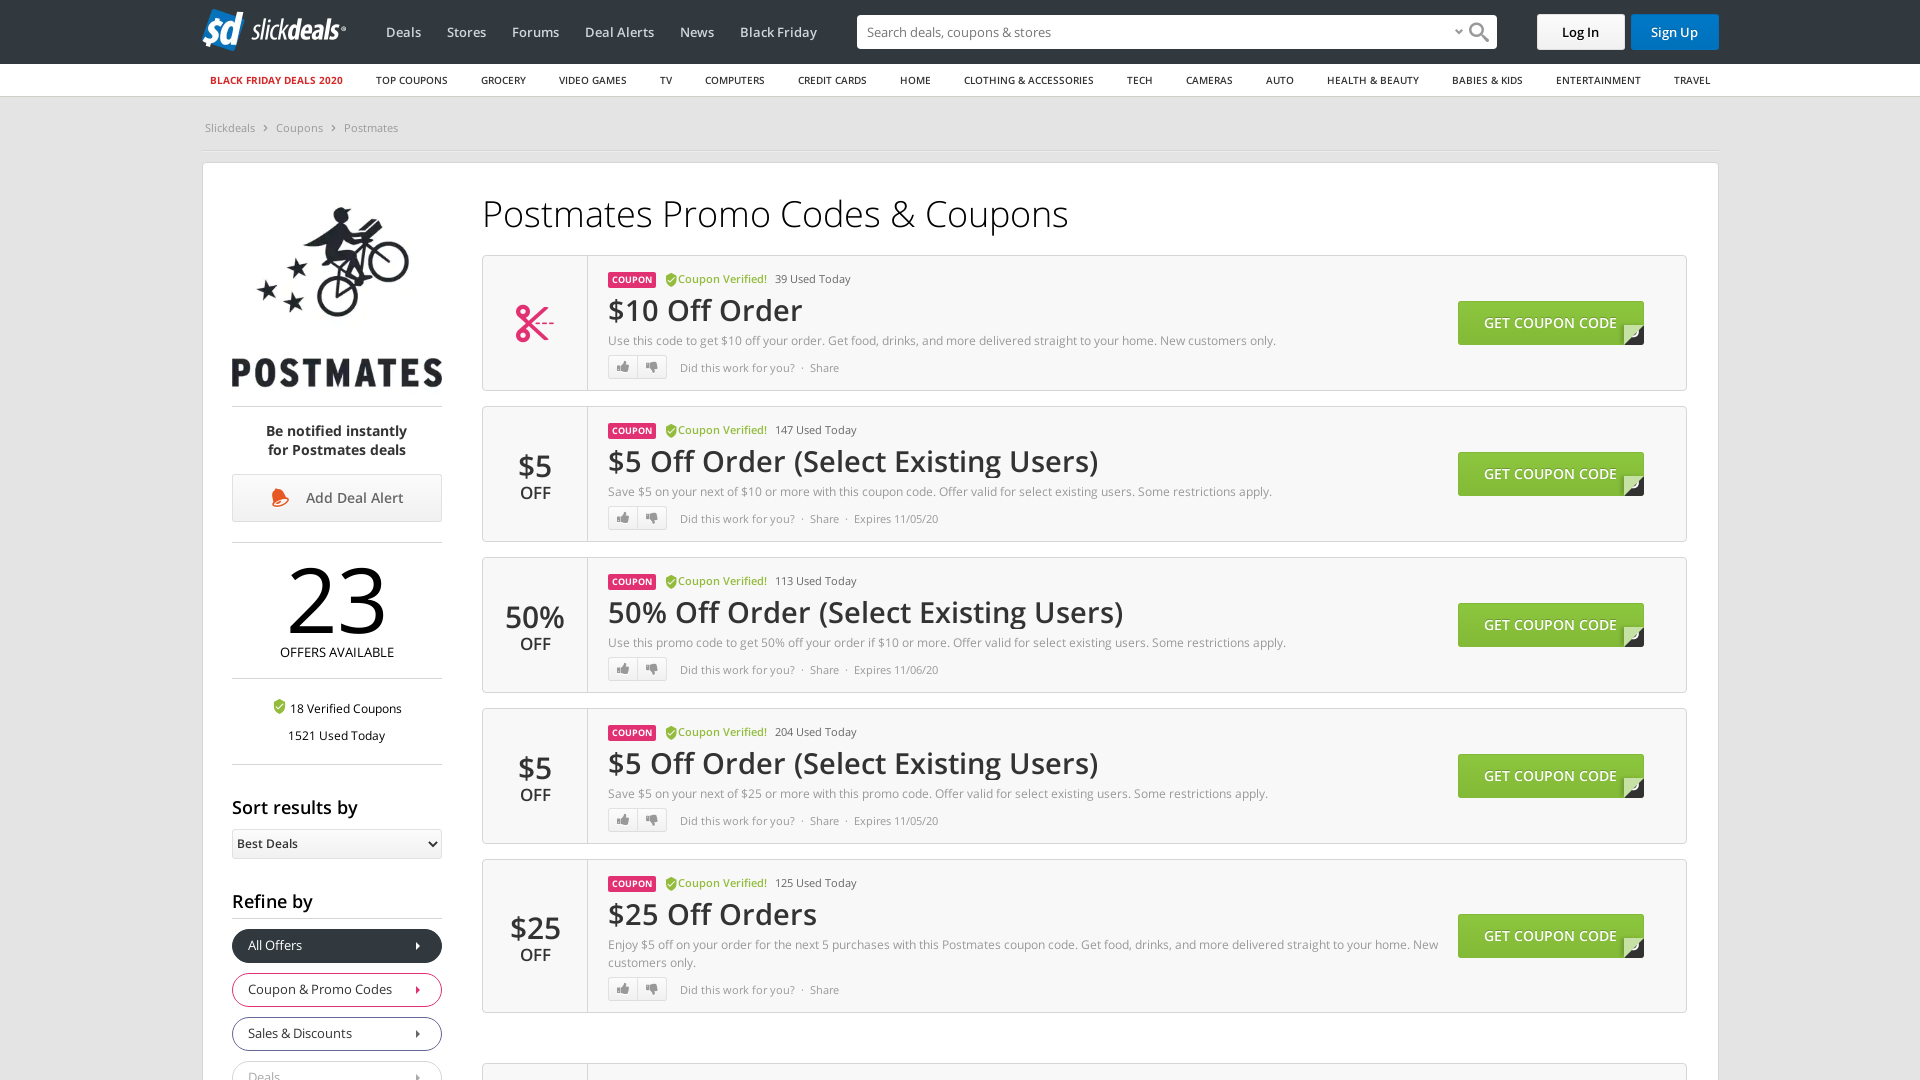 sd slickdeals
Deals Stores Forums Deal Alerts News Black Friday
Search deals, coupons & stores
Log In
Sign Up
BLACK FRIDAY DEALS 2020 TOP COUPONS GROCERY VIDEO GAMES TV COMPUTERS CREDIT CARDS HOME CLOTHING & ACCESSORIES TECH CAMERAS AUTO HEALTH & BEAUTY BABIES & KIDS ENTERTAINMENT TRAVEL
Slickdeals > Coupons > Postmates
POSTMATES
Be notified instantly
for Postmates deals
Add Deal Alert
23
OFFERS AVAILABLE
18 Verified Coupons
1521 Used Today
Sort results by
Best Deals
Refine by
All Offers
Coupon & Promo Codes
Sales & Discounts
Deals
Postmates Promo Codes & Coupons
COUPON Coupon Verified! 39 Used Today
$10 Off Order
Use this code to get $10 off your order. Get food, drinks, and more delivered straight to your home. New customers only.
Did this work for you? · Share
GET COUPON CODE
$5
OFF
COUPON Coupon Verified! 147 Used Today
$5 Off Order (Select Existing Users)
Save $5 on your next of $10 or more with this coupon code. Offer valid for select existing users. Some restrictions apply.
Did this work for you? · Share · Expires 11/05/20
GET COUPON CODE
50%
OFF
COUPON Coupon Verified! 113 Used Today
50% Off Order (Select Existing Users)
Use this promo code to get 50% off your order if $10 or more. Offer valid for select existing users. Some restrictions apply.
Did this work for you? · Share · Expires 11/06/20
GET COUPON CODE
$5
OFF
COUPON Coupon Verified! 204 Used Today
$5 Off Order (Select Existing Users)
Save $5 on your next of $25 or more with this promo code. Offer valid for select existing users. Some restrictions apply.
Did this work for you? · Share · Expires 11/05/20
GET COUPON CODE
$25
OFF
COUPON Coupon Verified! 125 Used Today
$25 Off Orders
Enjoy $5 off on your order for the next 5 purchases with this Postmates coupon code. Get food, drinks, and more delivered straight to your home. New
customers only.
Did this work for you? · Share
GET COUPON CODE